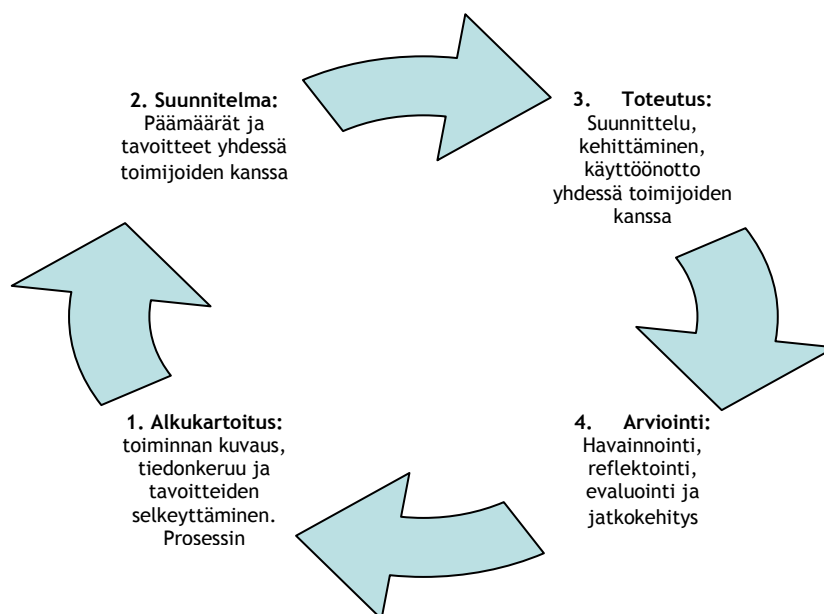 2. Suunnitelma:
Päämäärät ja
tavoitteet yhdessä
toimijoiden kanssa
3. Toteutus:
Suunnittelu,
kehittäminen,
käyttöönotto
yhdessä toimijoiden
kanssa
1. Alkukartoitus:
toiminnan kuvaus,
tiedonkeruu ja
tavoitteiden
selkeyttäminen.
Prosessin
4. Arviointi:
Havainnointi,
reflektointi,
evaluointi ja
jatkokehitys